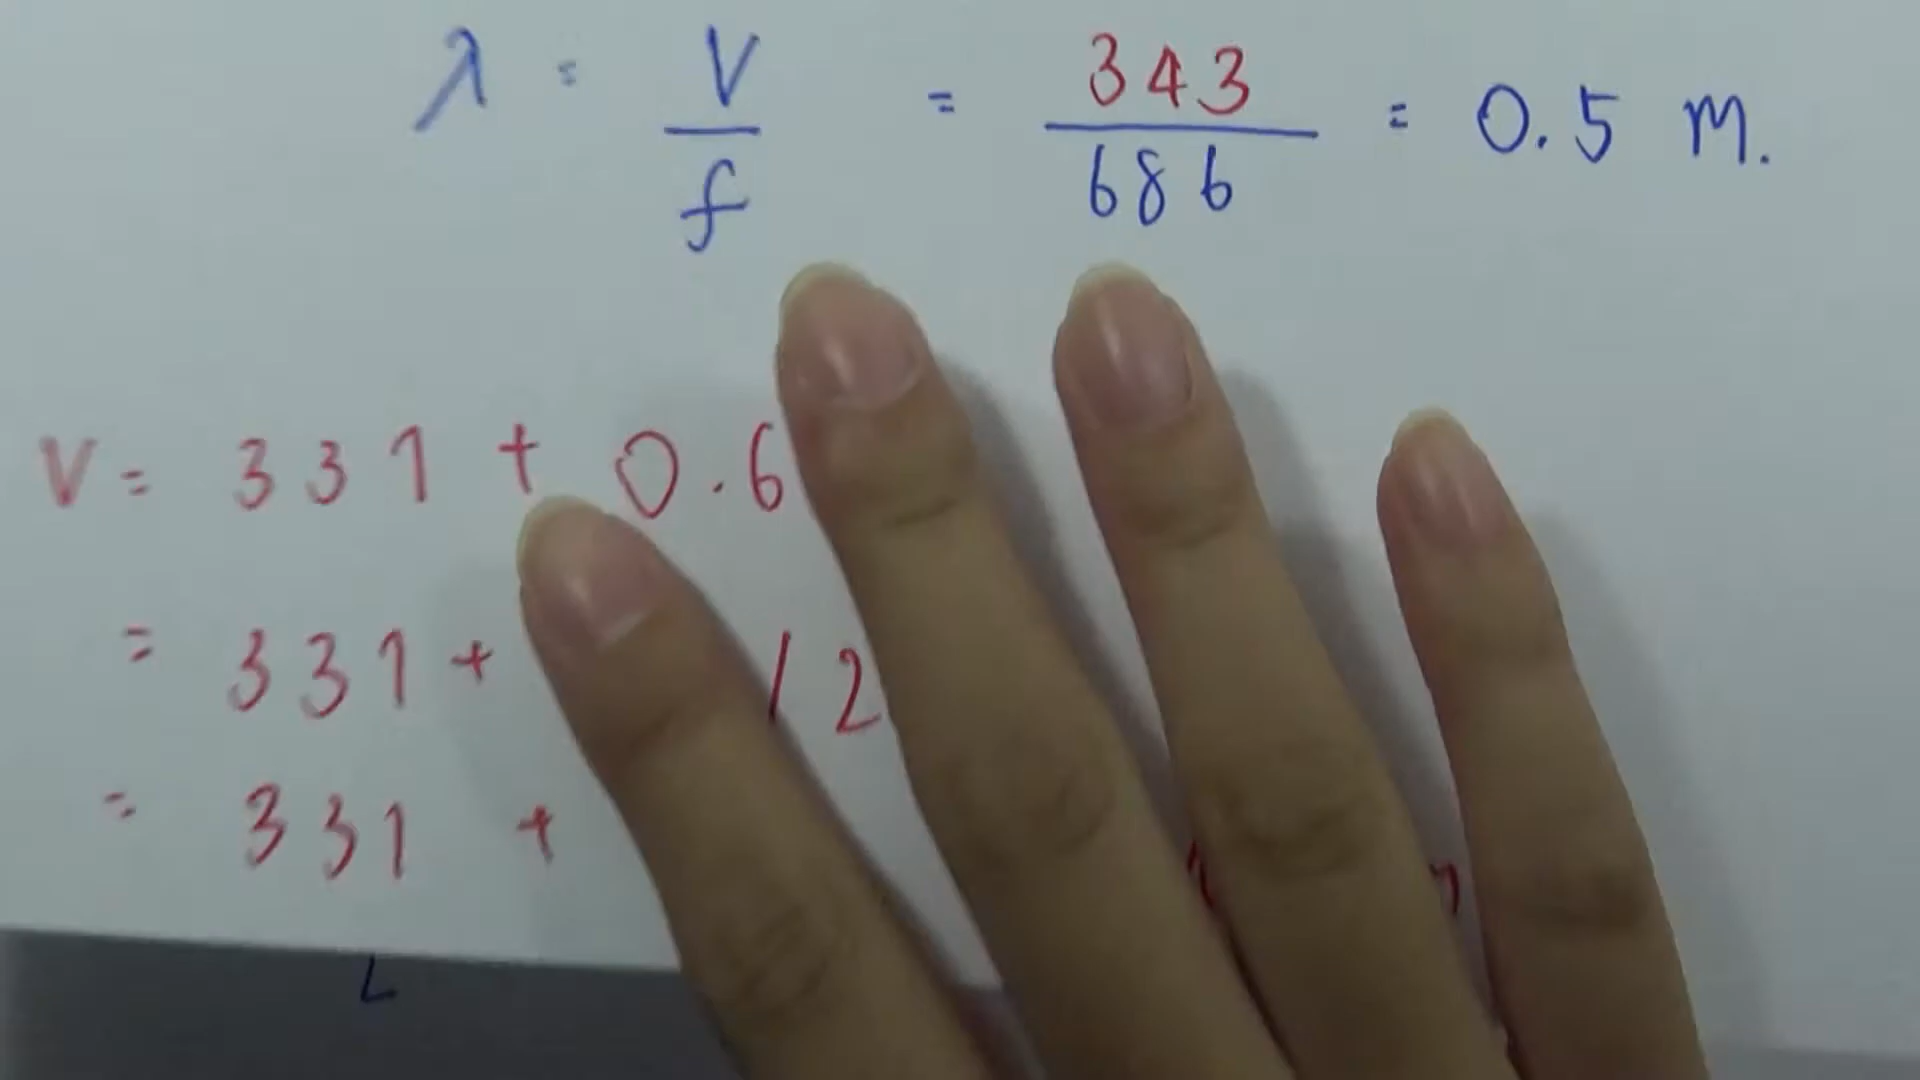 λ = V/f = 343/686 = 0.5 m.
V = 331 + 0.6
= 331 + / 2
= 331 +